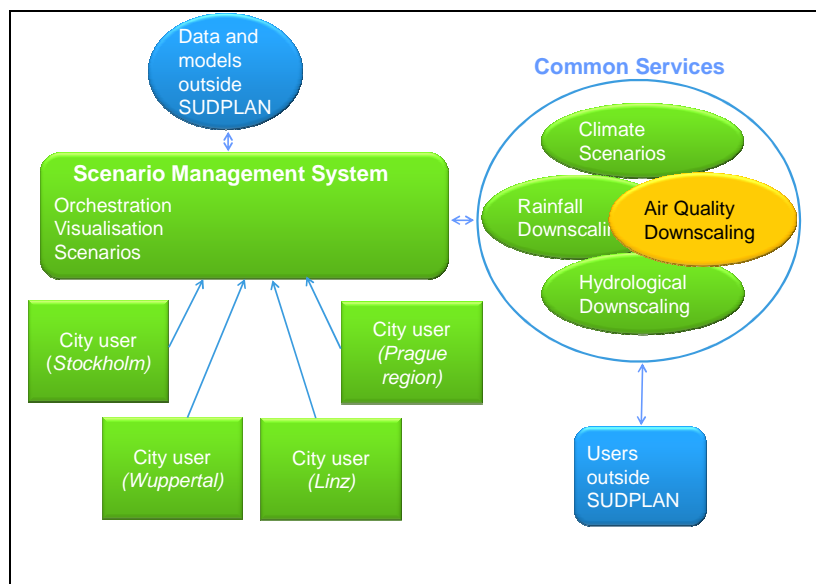 Data and
models
outside
SUDPLAN
Common Services
Climate
Scenarios
Scenario Management System
Orchestration
Visualisation
Scenarios
Rainfall
Downscalin
Air Quality
Downscaling
Hydrological
Downscaling
City user
(Stockholm)
City user
(Prague
region)
City user
(Wuppertal)
City user
(Linz)
Users
outside
SUDPLAN